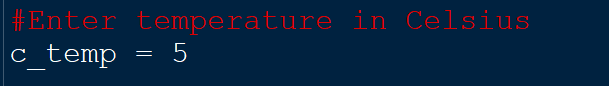 #Enter temperature in Celsius
c_temp = 5